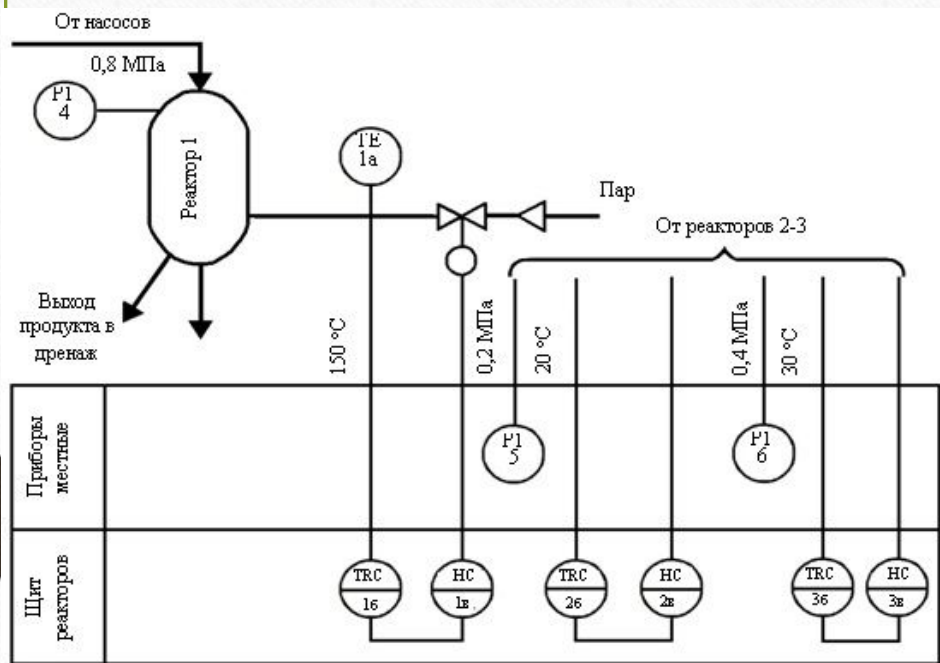 От насосов
0,8 МПа
PI
4
Реактор 1
TE
1а
Пар
От реакторов 2-3
Выход
продукта в
дренаж
150 °C
0,2 МПа
20 °C
0,4 МПа
30 °C
Приборы
местные
PI
5
PI
6
Щит
реакторов
TRC
1б
HC
1в
TRC
2б
HC
2в
TRC
3б
HC
3в